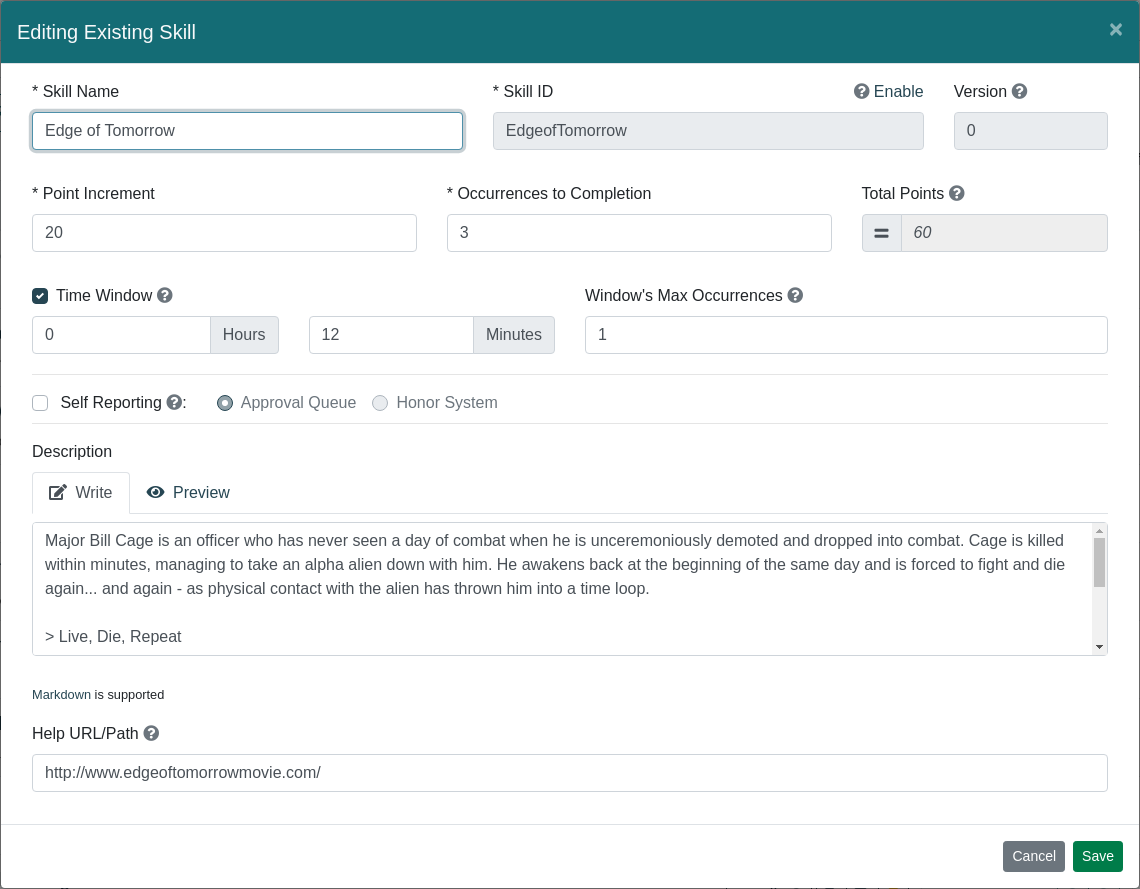 Editing Existing Skill ×
* Skill Name * Skill ID Enable Version
Edge of Tomorrow EdgeofTomorrow 0
* Point Increment * Occurrences to Completion Total Points
20 3 = 60
Time Window Window's Max Occurrences
0 Hours 12 Minutes 1
Self Reporting : Approval Queue Honor System
Description
Write Preview
Major Bill Cage is an officer who has never seen a day of combat when he is unceremoniously demoted and dropped into combat. Cage is killed
within minutes, managing to take an alpha alien down with him. He awakens back at the beginning of the same day and is forced to fight and die
again... and again - as physical contact with the alien has thrown him into a time loop.
> Live, Die, Repeat
Markdown is supported
Help URL/Path
http://www.edgeoftomorrowmovie.com/
Cancel Save